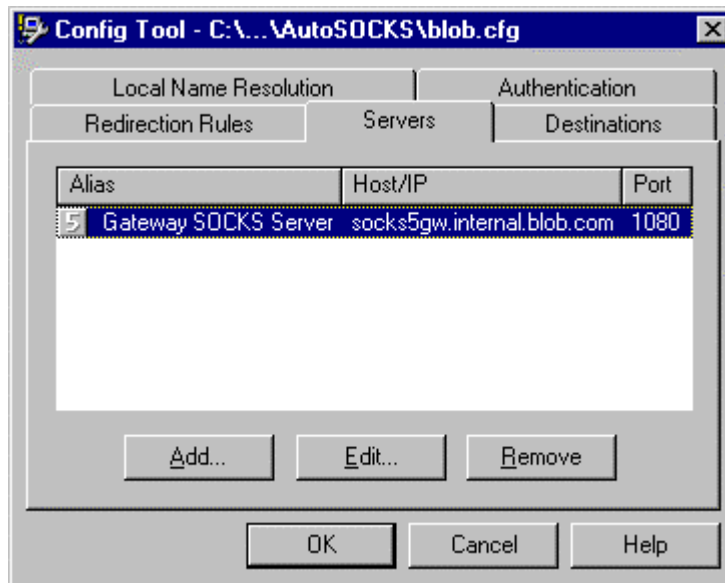 Config Tool - C:\...\AutoSOCKS\blob.cfg
Local Name Resolution Authentication
Redirection Rules Servers Destinations
Alias Host/IP Port
5 Gateway SOCKS Server socks5gw.internal.blob.com 1080
Add... Edit... Remove
OK Cancel Help